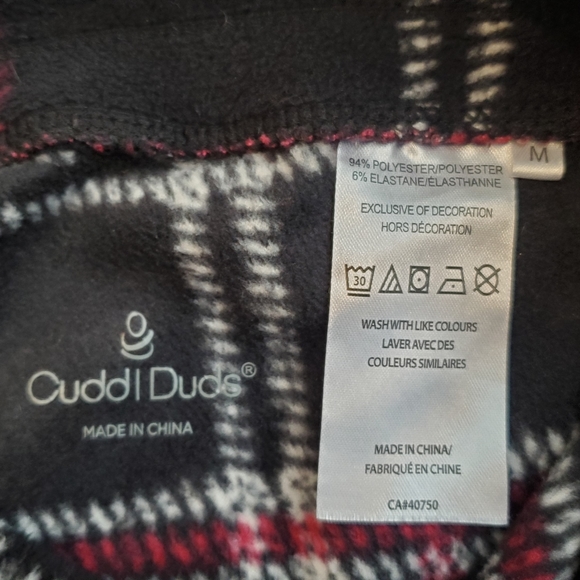 M
94% POLYESTER/POLYESTER
6% ELASTANE/ÉLASTHANNE
EXCLUSIVE OF DECORATION
HORS DÉCORATION
30
WASH WITH LIKE COLOURS
LAVER AVEC DES
COULEURS SIMILAIRES
MADE IN CHINA/
FABRIQUÉ EN CHINE
CA#40750
Cuddl Duds®
MADE IN CHINA